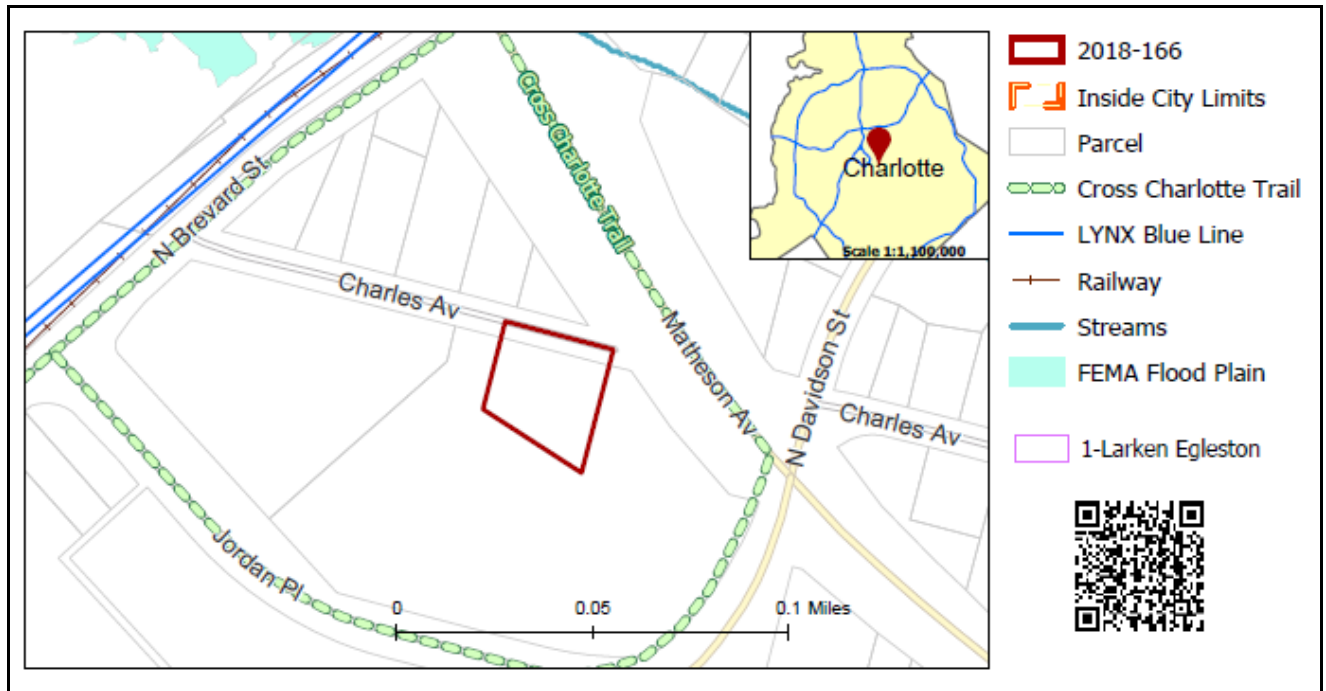 Cross Charlotte Trail
N Brevard St
Charles Av
Matheson Av
N Davidson St
Charles Av
Jordan Pl
0 0.05 0.1 Miles
Charlotte
Scale 1:1,100,000
2018-166
Inside City Limits
Parcel
Cross Charlotte Trail
LYNX Blue Line
Railway
Streams
FEMA Flood Plain
1-Larken Egleston